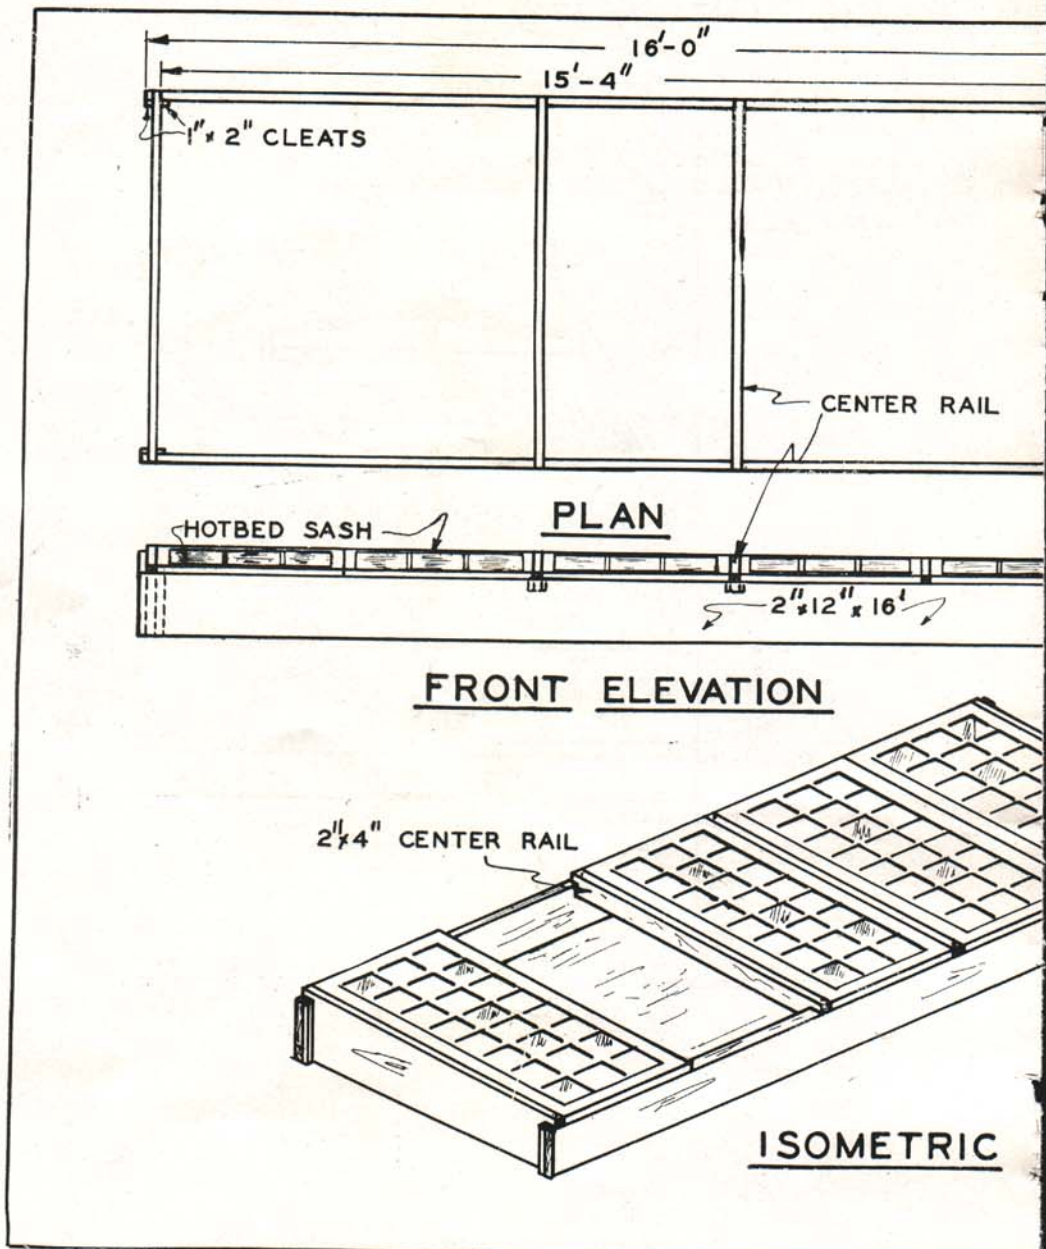 16'-0"
15'-4"
1" x 2" CLEATS
CENTER RAIL
PLAN
HOTBED SASH
2" x 12" x 16'
FRONT ELEVATION
2" x 4" CENTER RAIL
ISOMETRIC